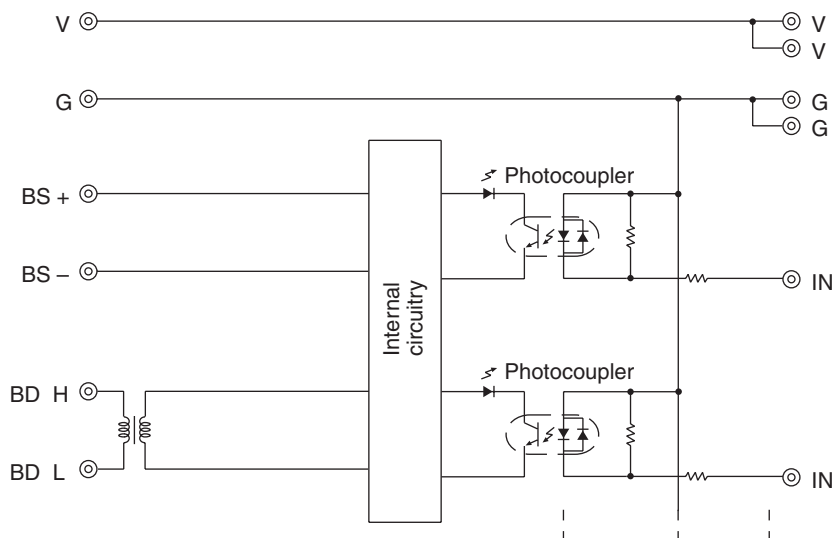 V
V
V
G
G
G
BS +
Photocoupler
BS –
IN
Internal
circuitry
BD H
Photocoupler
BD L
IN